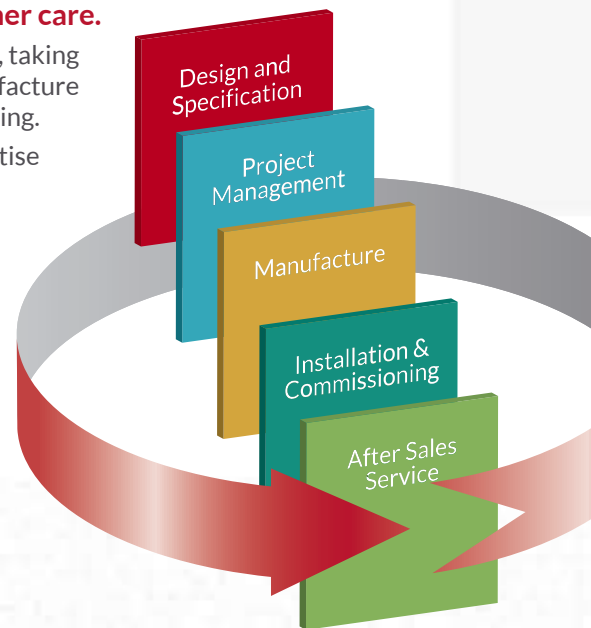 her care.
, taking
facture
ing.
tise
Design and
Specification
Project
Management
Manufacture
Installation &
Commissioning
After Sales
Service